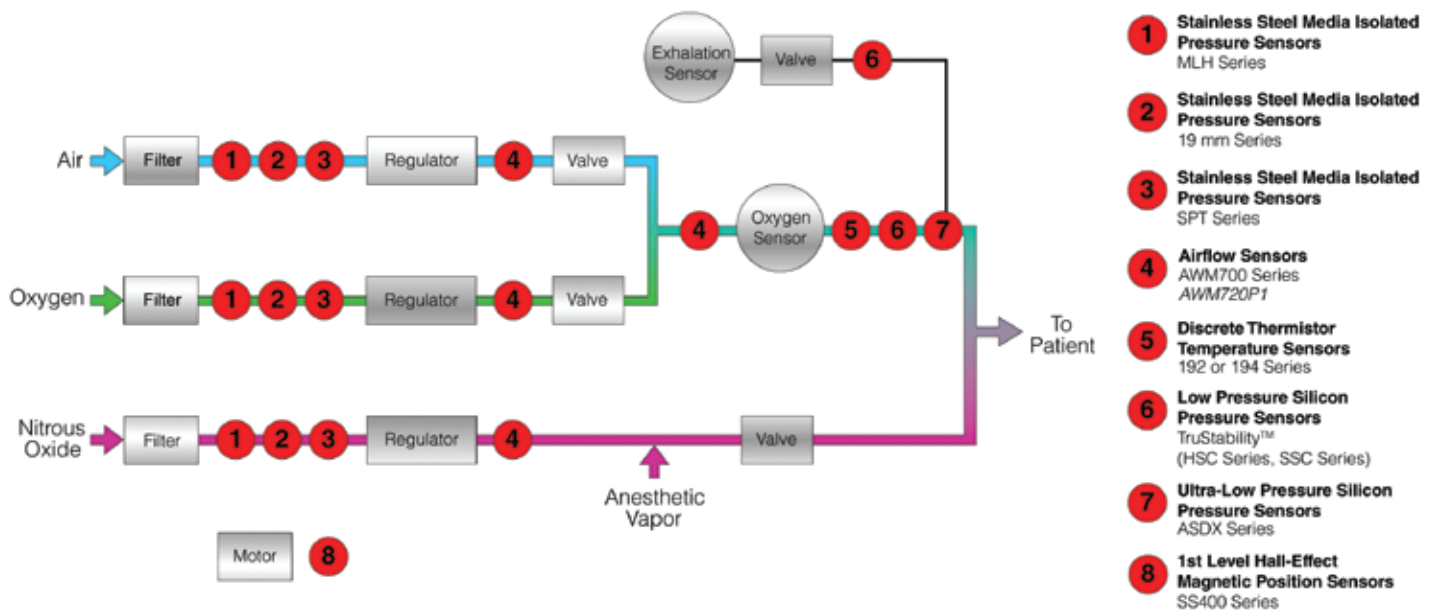 Exhalation
Sensor
Valve
6
Air
Filter
1
2
3
Regulator
4
Valve
4
Oxygen
Sensor
5
6
7
Oxygen
Filter
1
2
3
Regulator
4
Valve
To
Patient
Nitrous
Oxide
Filter
1
2
3
Regulator
4
Valve
Anesthetic
Vapor
Motor
8
1
Stainless Steel Media Isolated
Pressure Sensors
MLH Series
2
Stainless Steel Media Isolated
Pressure Sensors
19 mm Series
3
Stainless Steel Media Isolated
Pressure Sensors
SPT Series
4
Airflow Sensors
AWM700 Series
AWM720P1
5
Discrete Thermistor
Temperature Sensors
192 or 194 Series
6
Low Pressure Silicon
Pressure Sensors
TruStability™
(HSC Series, SSC Series)
7
Ultra-Low Pressure Silicon
Pressure Sensors
ASDX Series
8
1st Level Hall-Effect
Magnetic Position Sensors
SS400 Series